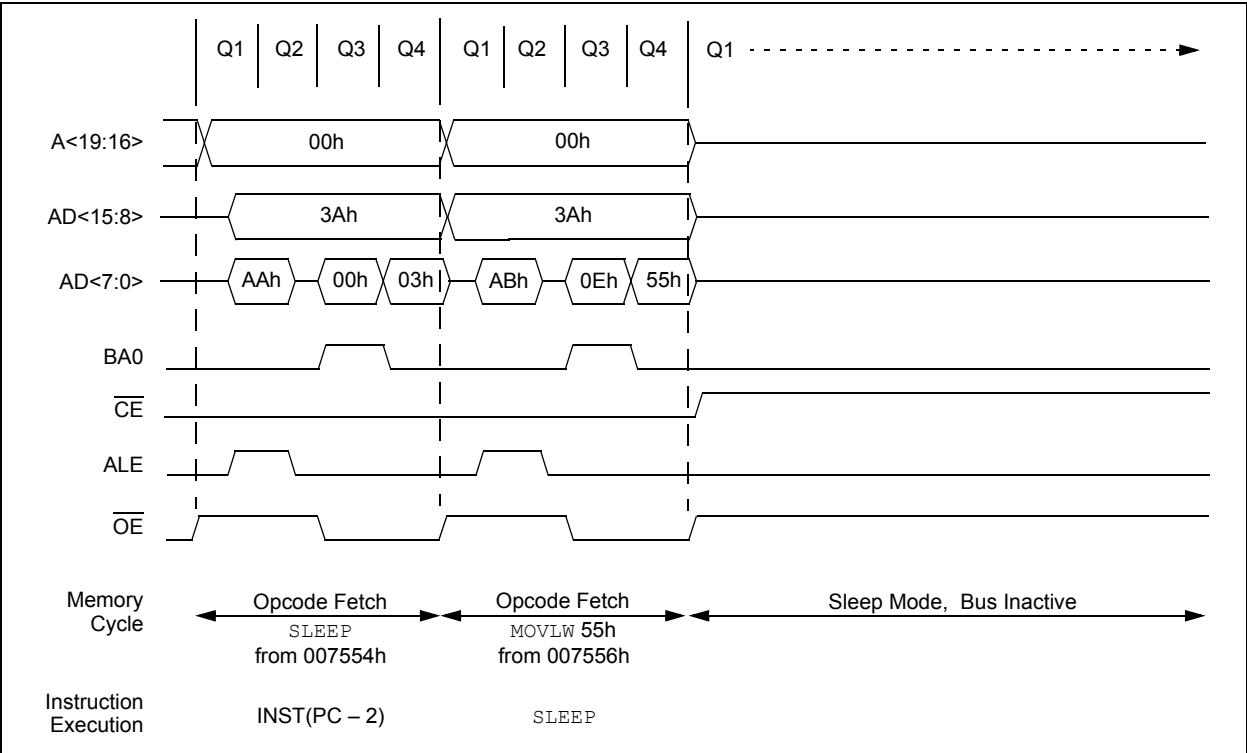 Q1 Q2 Q3 Q4 Q1 Q2 Q3 Q4 Q1
A<19:16> 00h 00h
AD<15:8> 3Ah 3Ah
AD<7:0> AAh 00h 03h ABh 0Eh 55h
BA0
CE
ALE
OE
Memory
Cycle
Opcode Fetch
SLEEP
from 007554h
Opcode Fetch
MOVLW 55h
from 007556h
Sleep Mode, Bus Inactive
Instruction
Execution
INST(PC – 2)
SLEEP